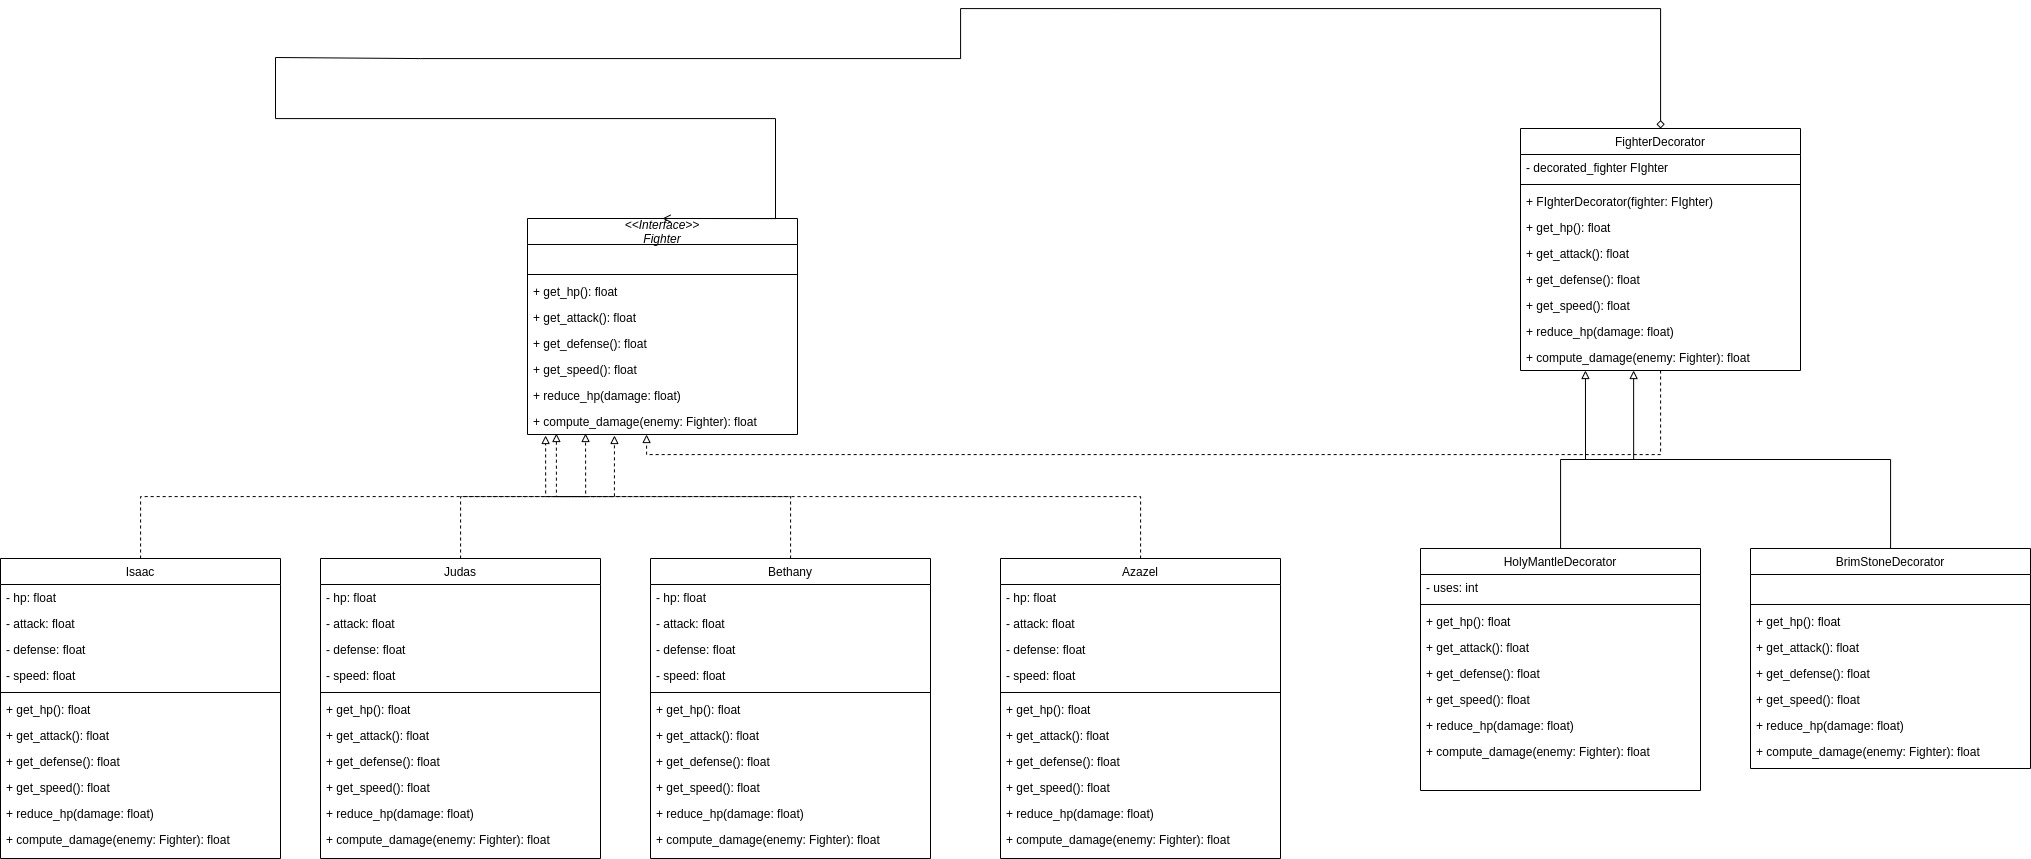 FighterDecorator
- decorated_fighter FIghter
+ FIghterDecorator(fighter: FIghter)
+ get_hp(): float
+ get_attack(): float
+ get_defense(): float
+ get_speed(): float
+ reduce_hp(damage: float)
+ compute_damage(enemy: Fighter): float
<<Interface>>
Fighter
+ get_hp(): float
+ get_attack(): float
+ get_defense(): float
+ get_speed(): float
+ reduce_hp(damage: float)
+ compute_damage(enemy: Fighter): float
Isaac
- hp: float
- attack: float
- defense: float
- speed: float
+ get_hp(): float
+ get_attack(): float
+ get_defense(): float
+ get_speed(): float
+ reduce_hp(damage: float)
+ compute_damage(enemy: Fighter): float
Judas
- hp: float
- attack: float
- defense: float
- speed: float
+ get_hp(): float
+ get_attack(): float
+ get_defense(): float
+ get_speed(): float
+ reduce_hp(damage: float)
+ compute_damage(enemy: Fighter): float
Bethany
- hp: float
- attack: float
- defense: float
- speed: float
+ get_hp(): float
+ get_attack(): float
+ get_defense(): float
+ get_speed(): float
+ reduce_hp(damage: float)
+ compute_damage(enemy: Fighter): float
Azazel
- hp: float
- attack: float
- defense: float
- speed: float
+ get_hp(): float
+ get_attack(): float
+ get_defense(): float
+ get_speed(): float
+ reduce_hp(damage: float)
+ compute_damage(enemy: Fighter): float
HolyMantleDecorator
- uses: int
+ get_hp(): float
+ get_attack(): float
+ get_defense(): float
+ get_speed(): float
+ reduce_hp(damage: float)
+ compute_damage(enemy: Fighter): float
BrimStoneDecorator
+ get_hp(): float
+ get_attack(): float
+ get_defense(): float
+ get_speed(): float
+ reduce_hp(damage: float)
+ compute_damage(enemy: Fighter): float